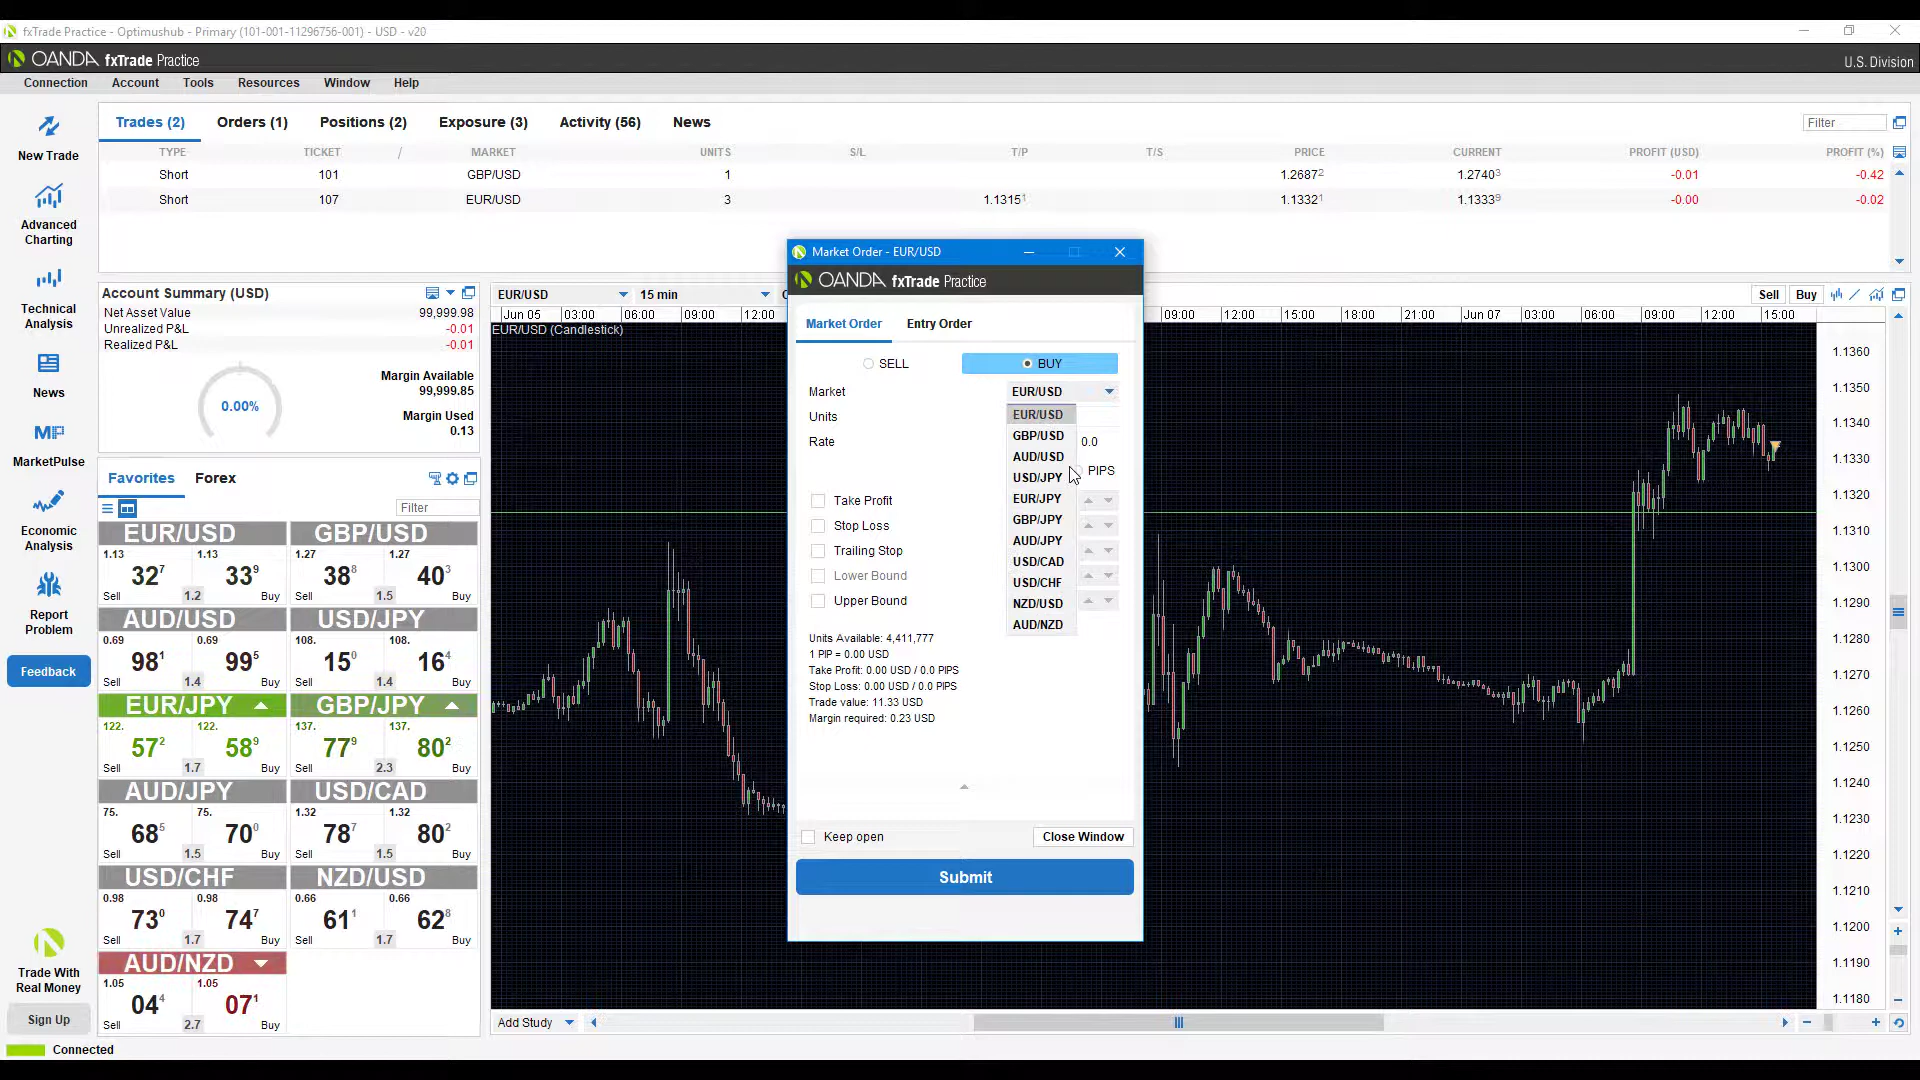 fxTrade Practice - Optimushub - Primary (101-001-11296756-001) - USD - v20
OANDA fxTrade Practice
U.S. Division
Connection Account Tools Resources Window Help
New Trade
Advanced Charting
Technical Analysis
News
MarketPulse
Economic Analysis
Report Problem
Feedback
Trade With Real Money
Sign Up
Connected
Trades (2) Orders (1) Positions (2) Exposure (3) Activity (56) News
Filter
TYPE TICKET / MARKET UNITS S/L T/P T/S PRICE CURRENT PROFIT (USD) PROFIT (%)
Short 101 GBP/USD 1 1.2687² 1.2740³ -0.01 -0.42
Short 107 EUR/USD 3 1.1315¹ 1.1332¹ 1.1333⁹ -0.00 -0.02
Account Summary (USD)
Net Asset Value 99,999.98
Unrealized P&L -0.01
Realized P&L -0.01
0.00%
Margin Available
99,999.85
Margin Used
0.13
Favorites Forex
Filter
EUR/USD GBP/USD
1.13 1.13 1.27 1.27
32⁷ 33⁹ 38⁸ 40³
Sell 1.2 Buy Sell 1.5 Buy
AUD/USD USD/JPY
0.69 0.69 108. 108.
98¹ 99⁵ 15⁰ 16⁴
Sell 1.4 Buy Sell 1.4 Buy
EUR/JPY GBP/JPY
122. 122. 137. 137.
57² 58⁹ 77⁹ 80²
Sell 1.7 Buy Sell 2.3 Buy
AUD/JPY USD/CAD
75. 75. 1.32 1.32
68⁵ 70⁰ 78⁷ 80²
Sell 1.5 Buy Sell 1.5 Buy
USD/CHF NZD/USD
0.98 0.98 0.66 0.66
73⁰ 74⁷ 61¹ 62⁸
Sell 1.7 Buy Sell 1.7 Buy
AUD/NZD
1.05 1.05
04⁴ 07¹
Sell 2.7 Buy
EUR/USD 15 min
Sell Buy
Jun 05 03:00 06:00 09:00 12:00
09:00 12:00 15:00 18:00 21:00 Jun 07 03:00 06:00 09:00 12:00 15:00
EUR/USD (Candlestick)
1.1360
1.1350
1.1340
1.1330
1.1320
1.1310
1.1300
1.1290
1.1280
1.1270
1.1260
1.1250
1.1240
1.1230
1.1220
1.1210
1.1200
1.1190
1.1180
Add Study
Market Order - EUR/USD
OANDA fxTrade Practice
Market Order Entry Order
SELL BUY
Market EUR/USD
Units
Rate 0.0
PIPS
EUR/USD
GBP/USD
AUD/USD
USD/JPY
EUR/JPY
GBP/JPY
AUD/JPY
USD/CAD
USD/CHF
NZD/USD
AUD/NZD
Take Profit
Stop Loss
Trailing Stop
Lower Bound
Upper Bound
Units Available: 4,411,777
1 PIP = 0.00 USD
Take Profit: 0.00 USD / 0.0 PIPS
Stop Loss: 0.00 USD / 0.0 PIPS
Trade value: 11.33 USD
Margin required: 0.23 USD
Keep open
Close Window
Submit